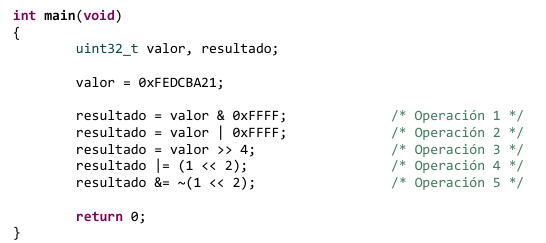 int main(void)
{
uint32_t valor, resultado;
valor = 0xFEDCBA21;
resultado = valor & 0xFFFF; /* Operación 1 */
resultado = valor | 0xFFFF; /* Operación 2 */
resultado = valor >> 4; /* Operación 3 */
resultado |= (1 << 2); /* Operación 4 */
resultado &= ~(1 << 2); /* Operación 5 */
return 0;
}